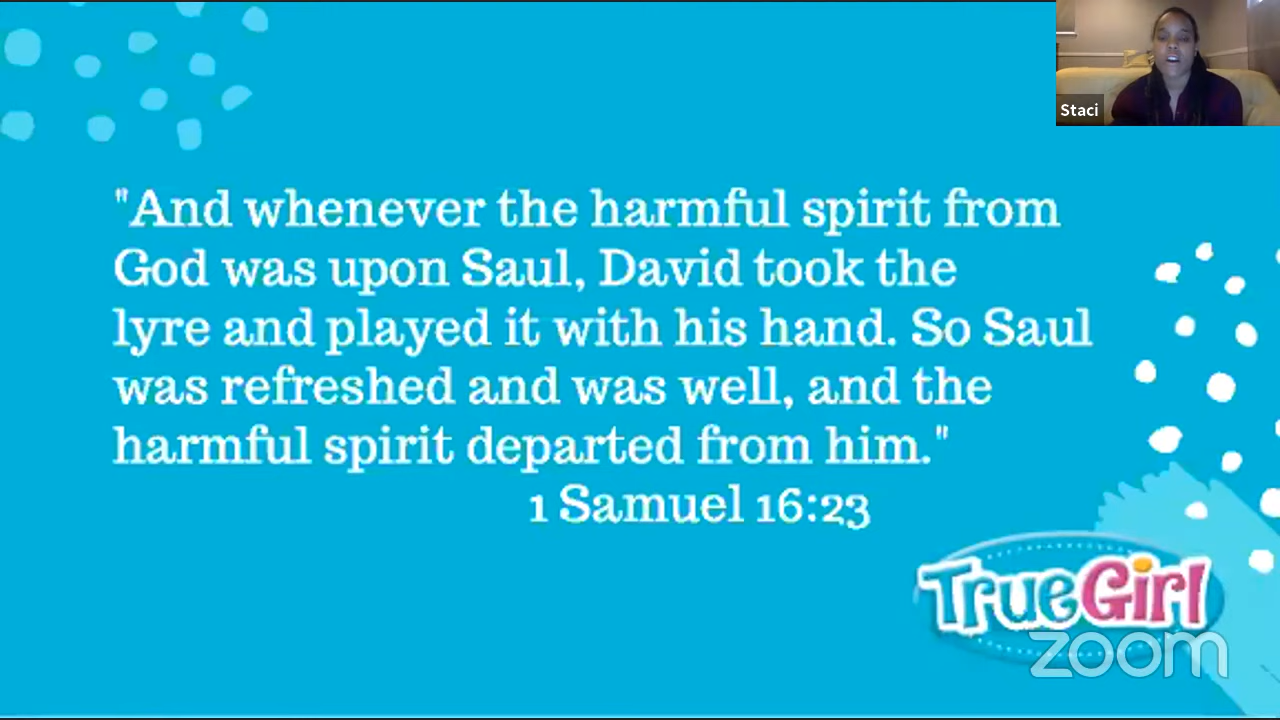 Staci
"And whenever the harmful spirit from
God was upon Saul, David took the
lyre and played it with his hand. So Saul
was refreshed and was well, and the
harmful spirit departed from him."
1 Samuel 16:23
TrueGirl
zoom